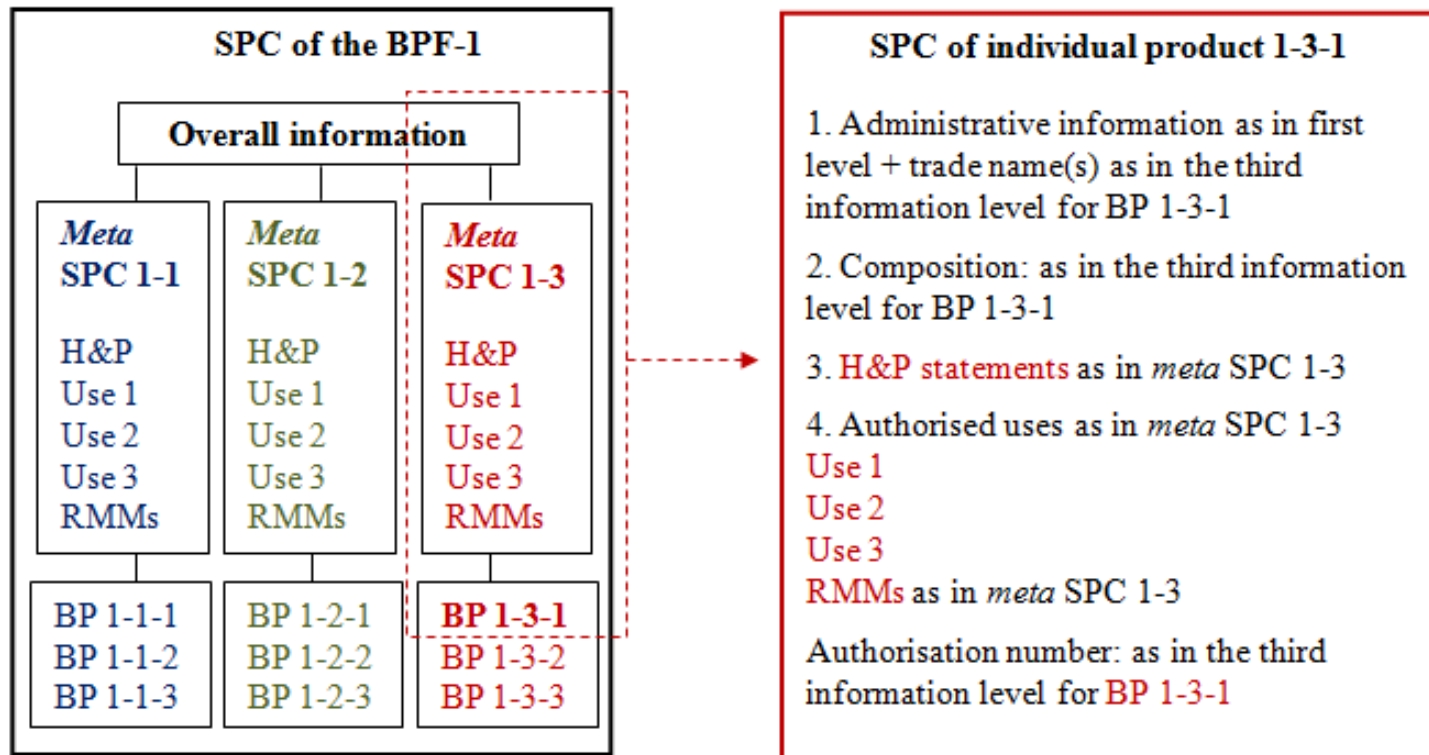 SPC of the BPF-1
Overall information
Meta
SPC 1-1
H&P
Use 1
Use 2
Use 3
RMMs
BP 1-1-1
BP 1-1-2
BP 1-1-3
Meta
SPC 1-2
H&P
Use 1
Use 2
Use 3
RMMs
BP 1-2-1
BP 1-2-2
BP 1-2-3
Meta
SPC 1-3
H&P
Use 1
Use 2
Use 3
RMMs
BP 1-3-1
BP 1-3-2
BP 1-3-3
SPC of individual product 1-3-1
1. Administrative information as in first
level + trade name(s) as in the third
information level for BP 1-3-1
2. Composition: as in the third information
level for BP 1-3-1
3. H&P statements as in meta SPC 1-3
4. Authorised uses as in meta SPC 1-3
Use 1
Use 2
Use 3
RMMs as in meta SPC 1-3
Authorisation number: as in the third
information level for BP 1-3-1